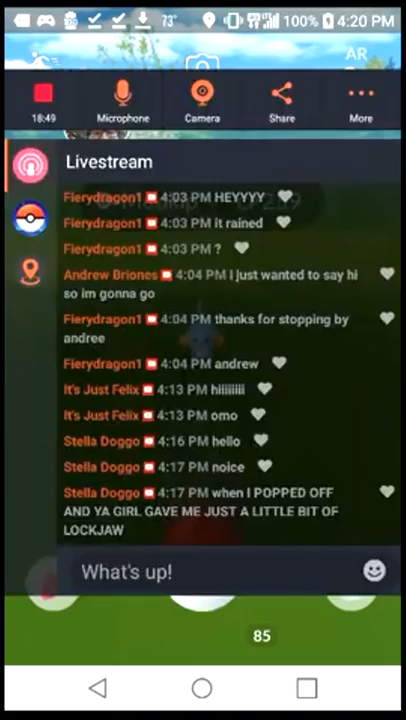 73° 100% 4:20 PM
AR
18:49 Microphone Camera Share More
Livestream
Fierydragon1 4:03 PM HEYYYY
Fierydragon1 4:03 PM it rained
Fierydragon1 4:03 PM ?
Andrew Briones 4:04 PM I just wanted to say hi
so im gonna go
Fierydragon1 4:04 PM thanks for stopping by
andree
Fierydragon1 4:04 PM andrew
It's Just Felix 4:13 PM hiiiiiiii
It's Just Felix 4:13 PM omo
Stella Doggo 4:16 PM hello
Stella Doggo 4:17 PM noice
Stella Doggo 4:17 PM when I POPPED OFF
AND YA GIRL GAVE ME JUST A LITTLE BIT OF
LOCKJAW
What's up!
85